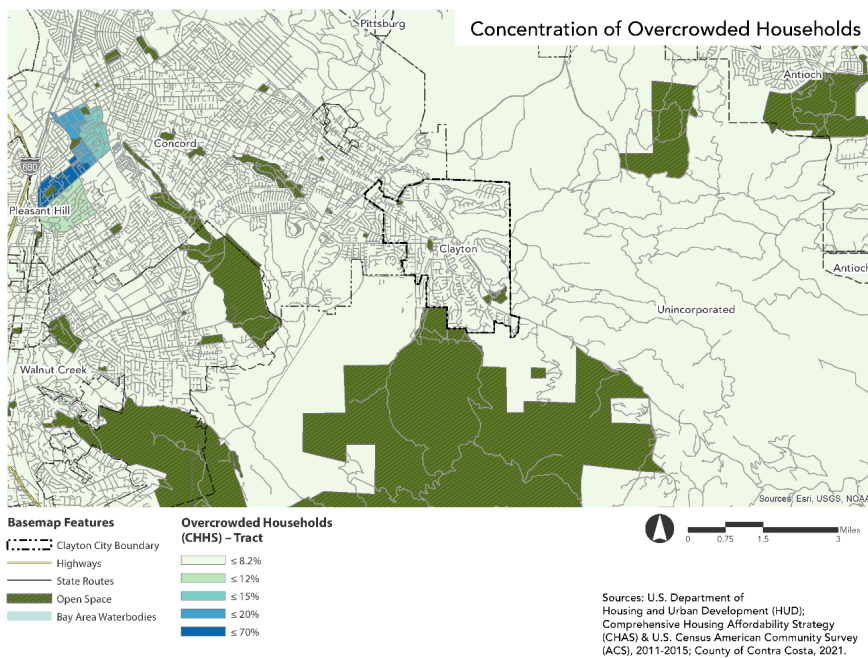 Concentration of Overcrowded Households
Pittsburg
Antioch
Concord
680
Pleasant Hill
Clayton
Antioch
Unincorporated
Walnut Creek
Sources: Esri, USGS, NOAA
Basemap Features
Clayton City Boundary
Highways
State Routes
Open Space
Bay Area Waterbodies
Overcrowded Households
(CHHS) – Tract
≤ 8.2%
≤ 12%
≤ 15%
≤ 20%
≤ 70%
Miles
0 0.75 1.5 3
Sources: U.S. Department of
Housing and Urban Development (HUD);
Comprehensive Housing Affordability Strategy
(CHAS) & U.S. Census American Community Survey
(ACS), 2011-2015; County of Contra Costa, 2021.